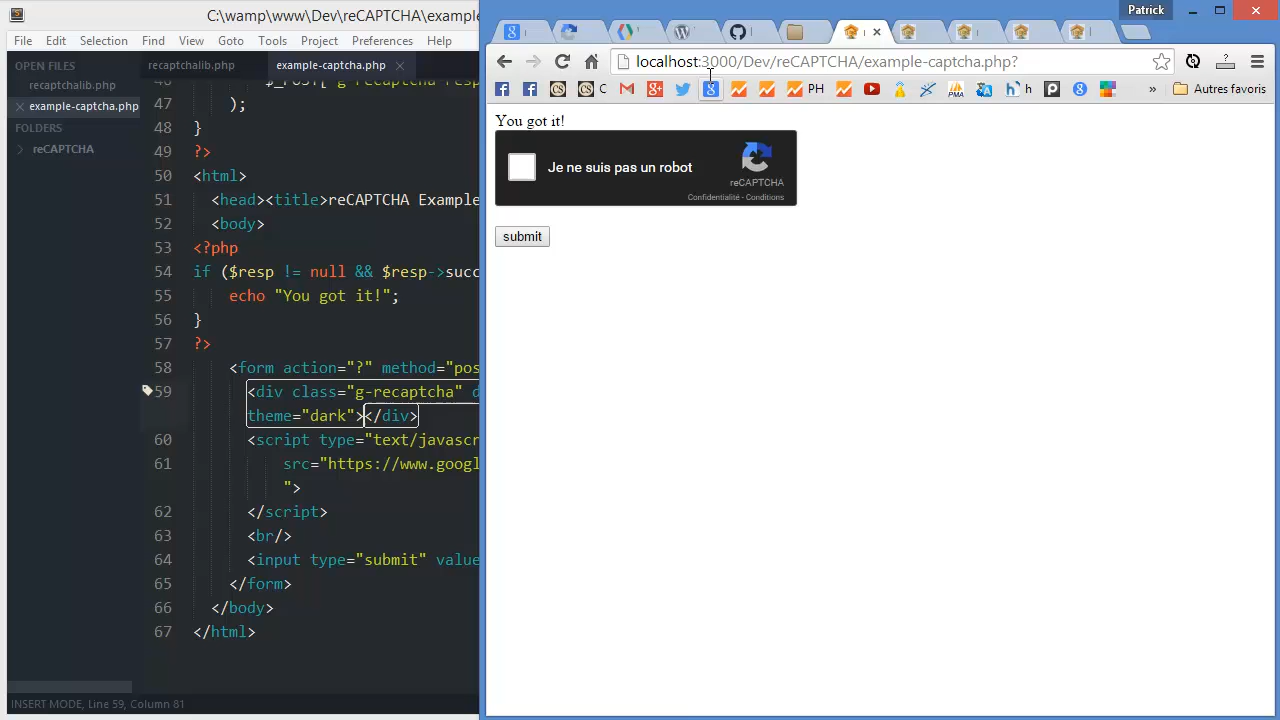 C:\wamp\www\Dev\reCAPTCHA\example
Patrick
File Edit Selection Find View Goto Tools Project Preferences Help
localhost:3000/Dev/reCAPTCHA/example-captcha.php?
C PH PMA h Autres favoris
OPEN FILES
recaptchalib.php
example-captcha.php
FOLDERS
reCAPTCHA
recaptchalib.php example-captcha.php
46 $_POST["g-recaptcha-resp
47 );
48 }
49 ?>
50 <html>
51 <head><title>reCAPTCHA Example
52 <body>
53 <?php
54 if ($resp != null && $resp->succ
55 echo "You got it!";
56 }
57 ?>
58 <form action="?" method="pos
59 <div class="g-recaptcha" d
theme="dark"></div>
60 <script type="text/javascr
61 src="https://www.googl
">
62 </script>
63 <br/>
64 <input type="submit" value
65 </form>
66 </body>
67 </html>
INSERT MODE, Line 59, Column 81
You got it!
Je ne suis pas un robot
reCAPTCHA
Confidentialité - Conditions
submit